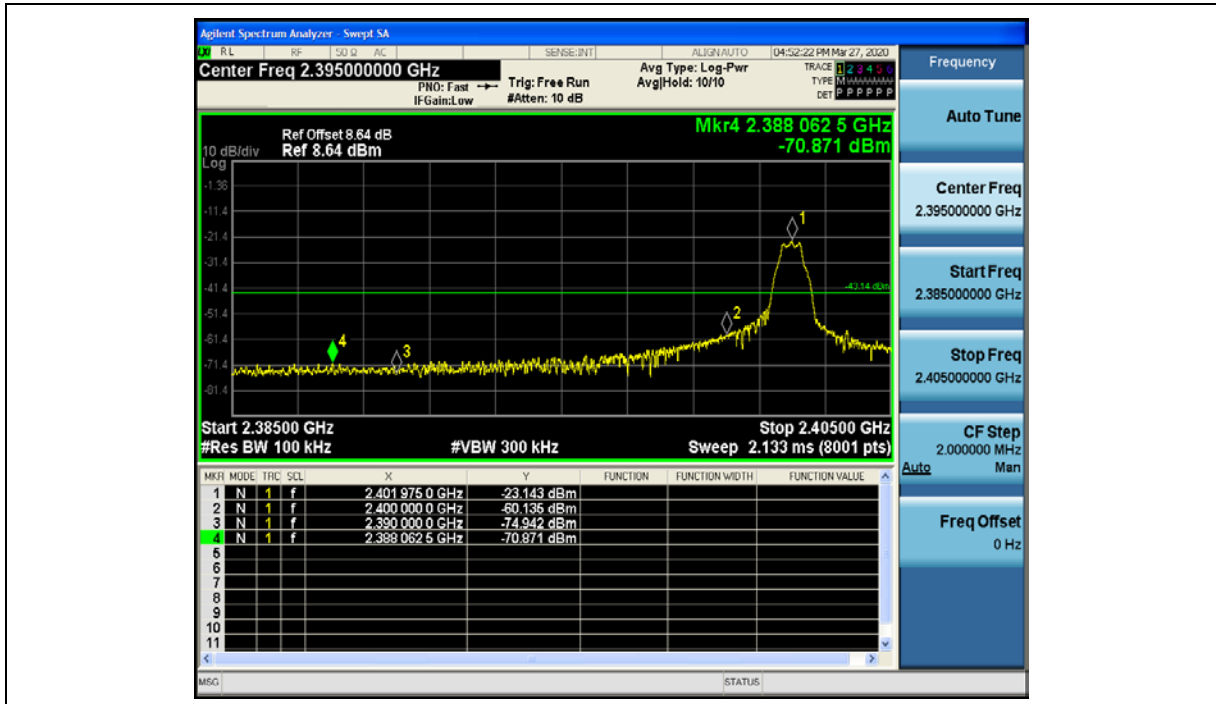 Agilent Spectrum Analyzer - Swept SA
RL RF 50 Ω AC SENSE:INT ALIGN AUTO 04:52:22 PM Mar 27, 2020
Center Freq 2.395000000 GHz
PNO: Fast
IFGain:Low
Trig: Free Run
#Atten: 10 dB
Avg Type: Log-Pwr
Avg|Hold: 10/10
TRACE 1 2 3 4 5 6
TYPE M
DET P P P P P P
Ref Offset 8.64 dB
10 dB/div Ref 8.64 dBm
Log
Mkr4 2.388 062 5 GHz
-70.871 dBm
-1.36
-11.4
-21.4
-31.4
-41.4
-51.4
-61.4
-71.4
-81.4
1
-43.14 dBm
2
4
3
Start 2.38500 GHz Stop 2.40500 GHz
#Res BW 100 kHz #VBW 300 kHz Sweep 2.133 ms (8001 pts)
MKR MODE TRC SCL X Y FUNCTION FUNCTION WIDTH FUNCTION VALUE
1 N 1 f 2.401 975 0 GHz -23.143 dBm
2 N 1 f 2.400 000 0 GHz -60.135 dBm
3 N 1 f 2.390 000 0 GHz -74.942 dBm
4 N 1 f 2.388 062 5 GHz -70.871 dBm
5
6
7
8
9
10
11
MSG STATUS
Frequency
Auto Tune
Center Freq
2.395000000 GHz
Start Freq
2.385000000 GHz
Stop Freq
2.405000000 GHz
CF Step
2.000000 MHz
Auto Man
Freq Offset
0 Hz